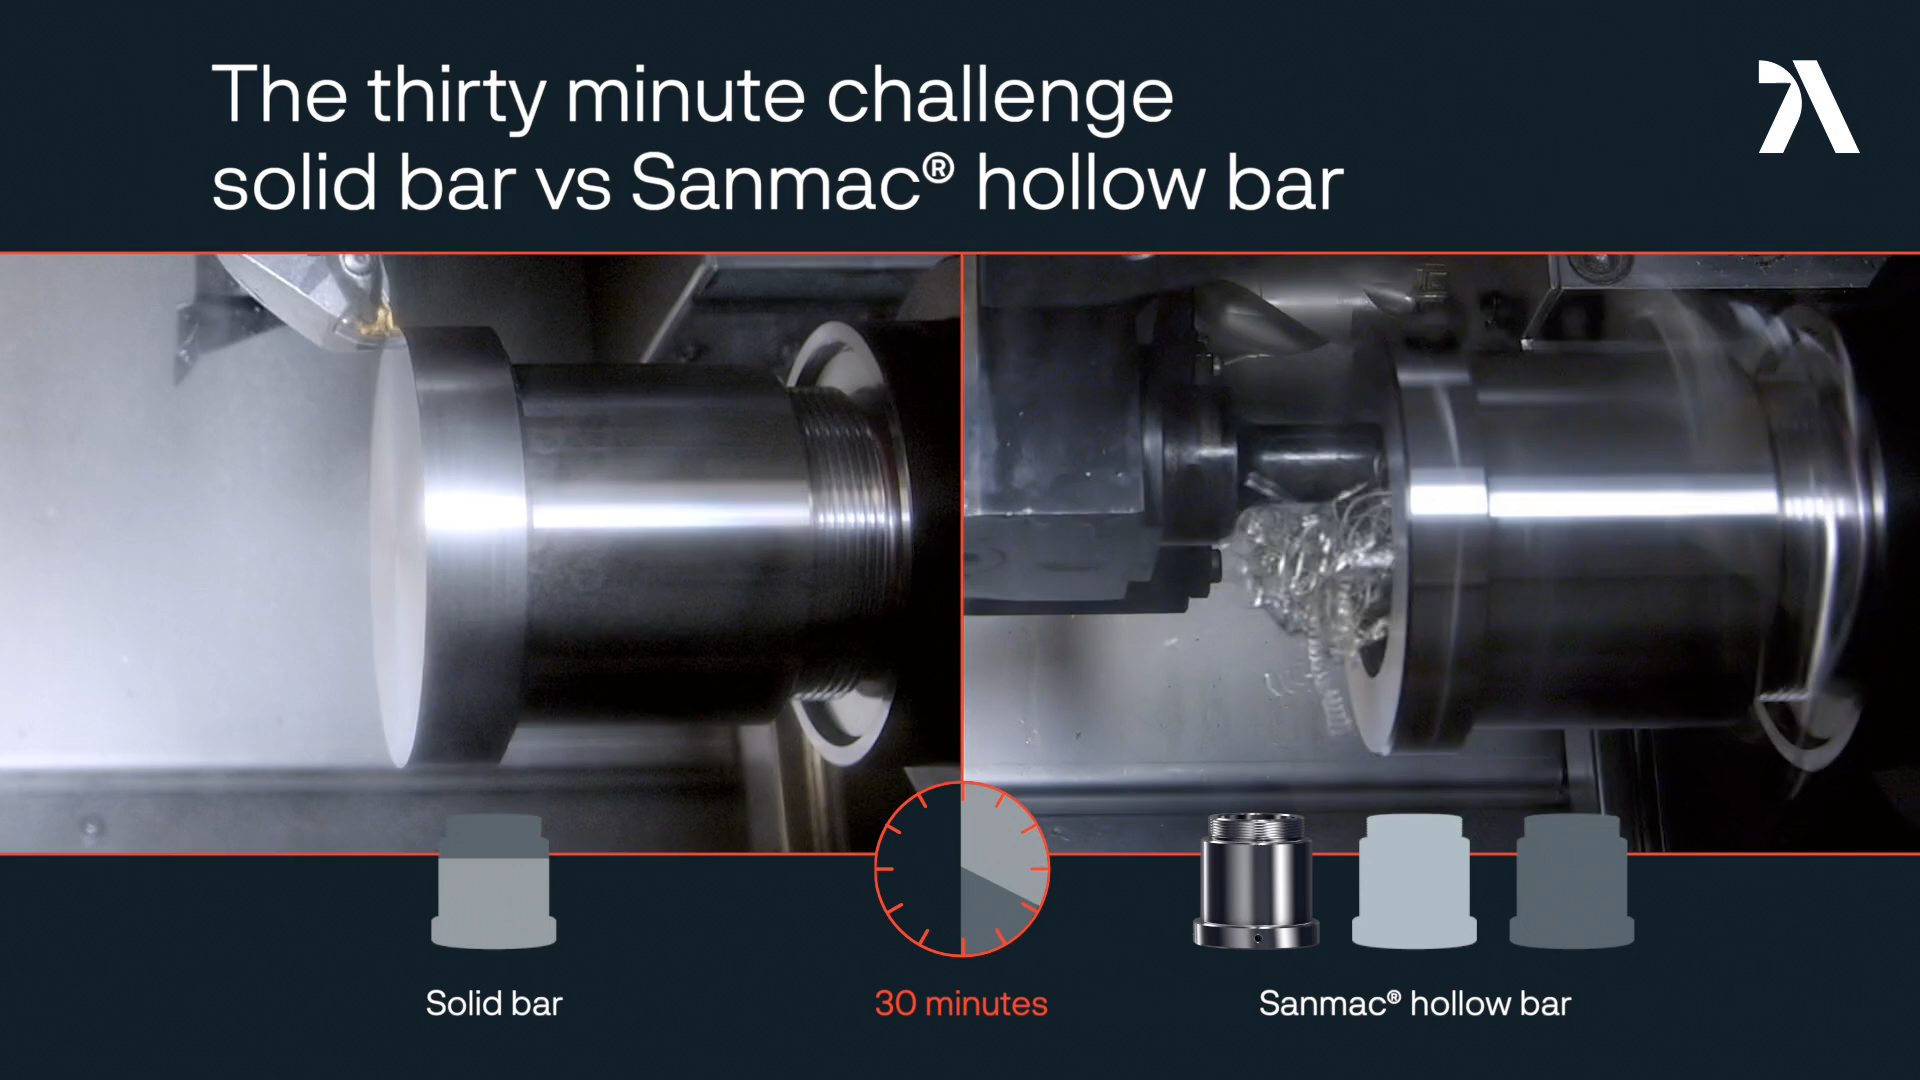 The thirty minute challenge
solid bar vs Sanmac® hollow bar
Solid bar
30 minutes
Sanmac® hollow bar